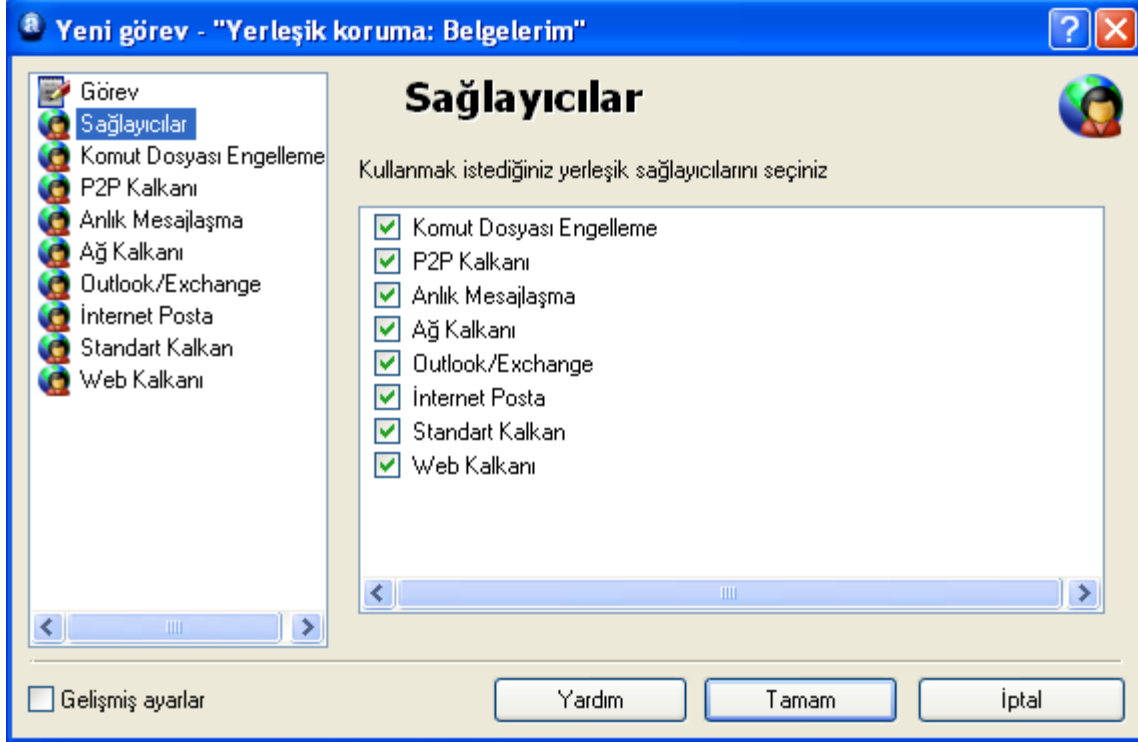 Yeni görev - "Yerleşik koruma: Belgelerim"
Görev
Sağlayıcılar
Komut Dosyası Engelleme
P2P Kalkanı
Anlık Mesajlaşma
Ağ Kalkanı
Outlook/Exchange
İnternet Posta
Standart Kalkan
Web Kalkanı
Sağlayıcılar
Kullanmak istediğiniz yerleşik sağlayıcılarını seçiniz
Komut Dosyası Engelleme
P2P Kalkanı
Anlık Mesajlaşma
Ağ Kalkanı
Outlook/Exchange
İnternet Posta
Standart Kalkan
Web Kalkanı
Gelişmiş ayarlar
Yardım
Tamam
İptal